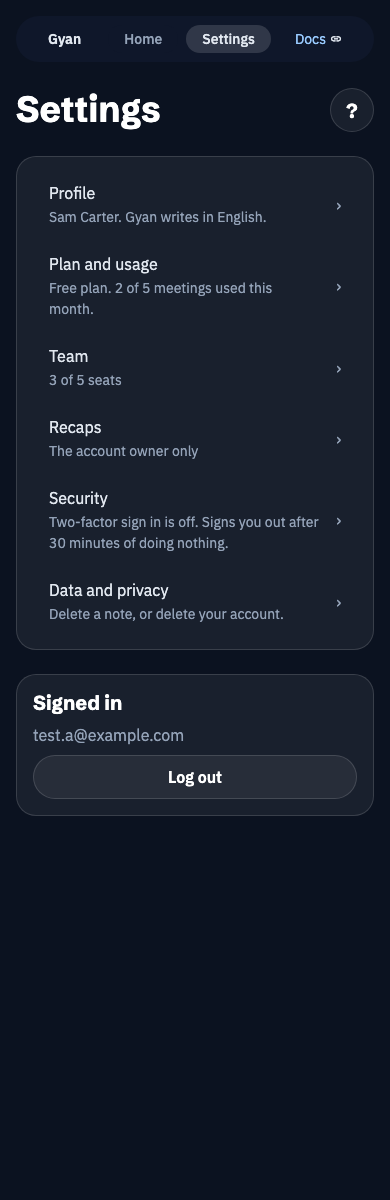 Gyan Home Settings Docs
Settings
?
Profile
Sam Carter. Gyan writes in English.
Plan and usage
Free plan. 2 of 5 meetings used this
month.
Team
3 of 5 seats
Recaps
The account owner only
Security
Two-factor sign in is off. Signs you out after
30 minutes of doing nothing.
Data and privacy
Delete a note, or delete your account.
Signed in
test.a@example.com
Log out